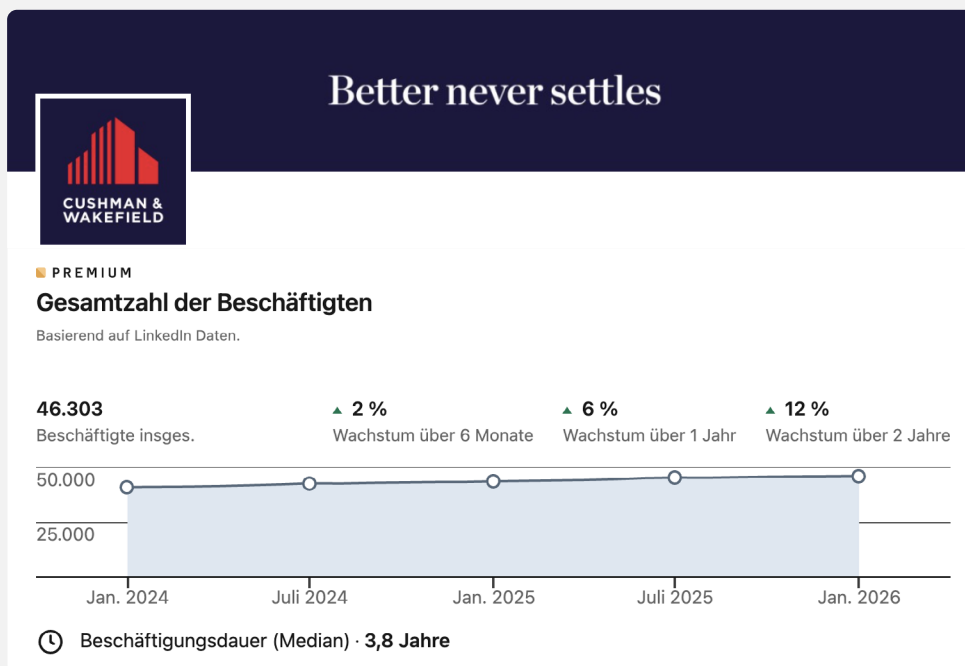 Better never settles
CUSHMAN &
WAKEFIELD
PREMIUM
Gesamtzahl der Beschäftigten
Basierend auf LinkedIn Daten.
46.303
Beschäftigte insges.
2 %
Wachstum über 6 Monate
6 %
Wachstum über 1 Jahr
12 %
Wachstum über 2 Jahre
50.000
25.000
Jan. 2024
Juli 2024
Jan. 2025
Juli 2025
Jan. 2026
Beschäftigungsdauer (Median) · 3,8 Jahre